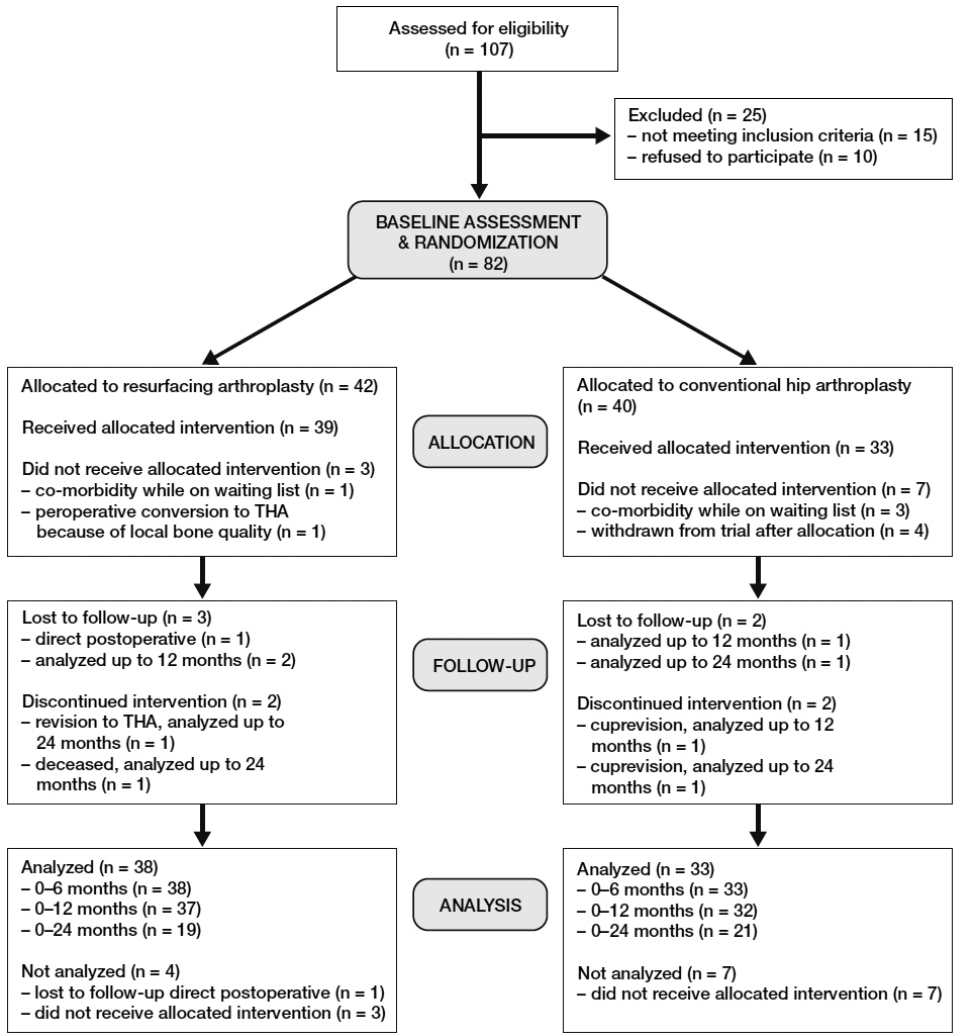 Assessed for eligibility
(n = 107)
Excluded (n = 25)
– not meeting inclusion criteria (n = 15)
– refused to participate (n = 10)
BASELINE ASSESSMENT
& RANDOMIZATION
(n = 82)
Allocated to resurfacing arthroplasty (n = 42)
Received allocated intervention (n = 39)
Did not receive allocated intervention (n = 3)
– co-morbidity while on waiting list (n = 1)
– peroperative conversion to THA
because of local bone quality (n = 1)
ALLOCATION
Allocated to conventional hip arthroplasty
(n = 40)
Received allocated intervention (n = 33)
Did not receive allocated intervention (n = 7)
– co-morbidity while on waiting list (n = 3)
– withdrawn from trial after allocation (n = 4)
Lost to follow-up (n = 3)
– direct postoperative (n = 1)
– analyzed up to 12 months (n = 2)
Discontinued intervention (n = 2)
– revision to THA, analyzed up to
24 months (n = 1)
– deceased, analyzed up to 24
months (n = 1)
FOLLOW-UP
Lost to follow-up (n = 2)
– analyzed up to 12 months (n = 1)
– analyzed up to 24 months (n = 1)
Discontinued intervention (n = 2)
– cuprevision, analyzed up to 12
months (n = 1)
– cuprevision, analyzed up to 24
months (n = 1)
Analyzed (n = 38)
– 0–6 months (n = 38)
– 0–12 months (n = 37)
– 0–24 months (n = 19)
Not analyzed (n = 4)
– lost to follow-up direct postoperative (n = 1)
– did not receive allocated intervention (n = 3)
ANALYSIS
Analyzed (n = 33)
– 0–6 months (n = 33)
– 0–12 months (n = 32)
– 0–24 months (n = 21)
Not analyzed (n = 7)
– did not receive allocated intervention (n = 7)